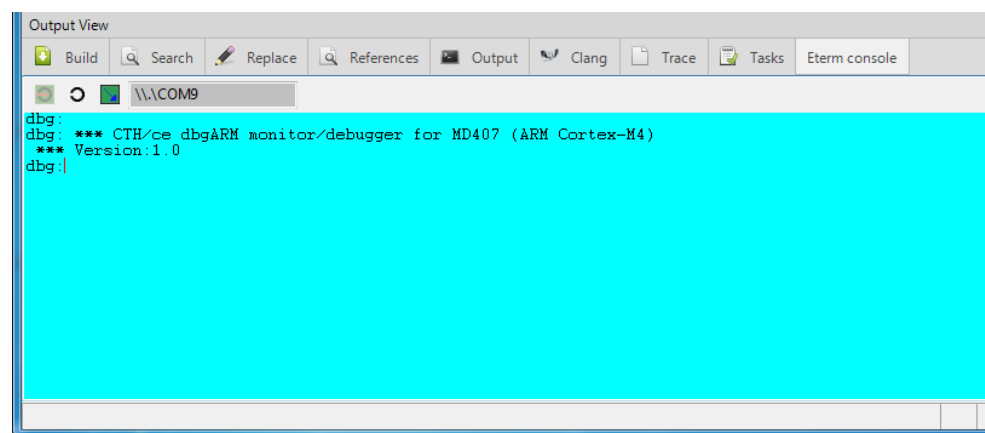 Output View
Build Search Replace References Output Clang Trace Tasks Eterm console
\\.\COM9
dbg:
dbg: *** CTH/ce dbgARM monitor/debugger for MD407 (ARM Cortex-M4)
*** Version:1.0
dbg: